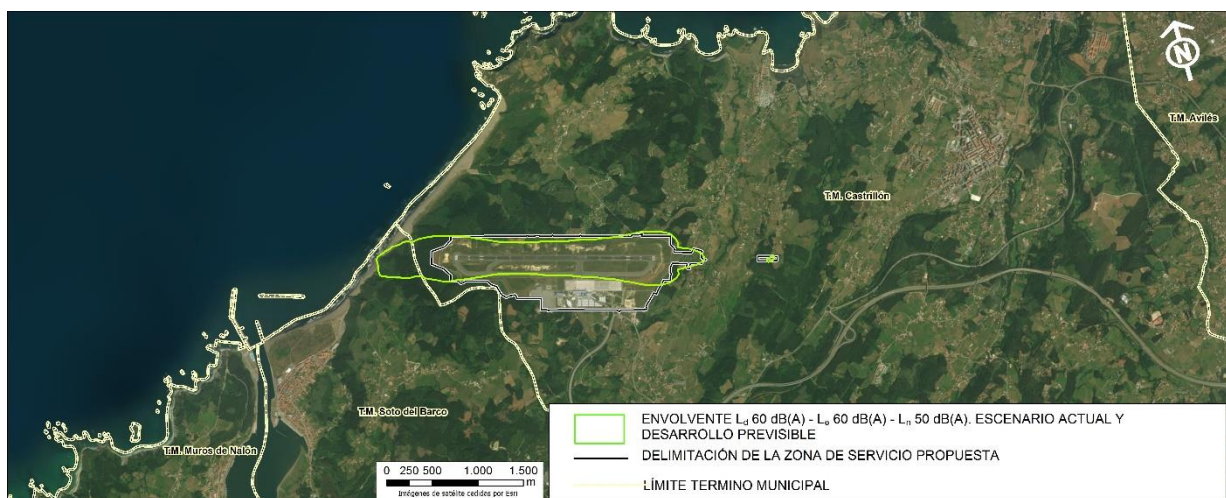 N
T.M. Avilés
T.M. Castrillón
T.M. Soto del Barco
T.M. Muros de Nalón
ENVOLVENTE Ld 60 dB(A) - Le 60 dB(A) - Ln 50 dB(A). ESCENARIO ACTUAL Y
DESARROLLO PREVISIBLE
DELIMITACIÓN DE LA ZONA DE SERVICIO PROPUESTA
LÍMITE TERMINO MUNICIPAL
0 250 500 1.000 1.500
m
Imágenes de satélite cedidas por Esri